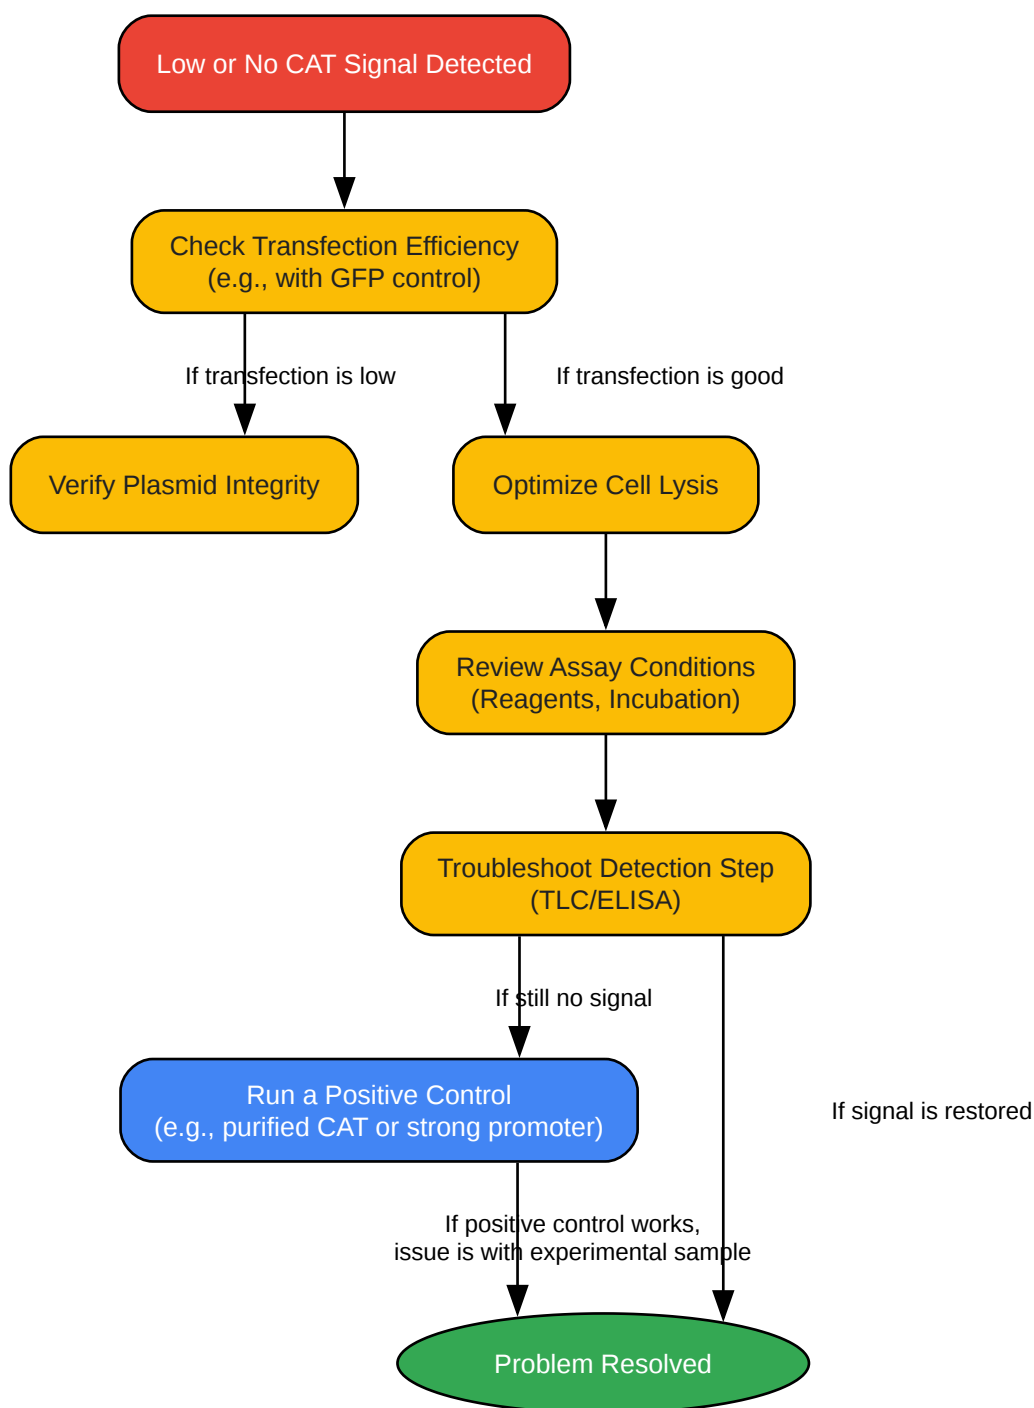 Low or No CAT Signal Detected
Check Transfection Efficiency
(e.g., with GFP control)
If transfection is low
If transfection is good
Verify Plasmid Integrity
Optimize Cell Lysis
Review Assay Conditions
(Reagents, Incubation)
Troubleshoot Detection Step
(TLC/ELISA)
If still no signal
Run a Positive Control
(e.g., purified CAT or strong promoter)
If signal is restored
If positive control works,
issue is with experimental sample
Problem Resolved